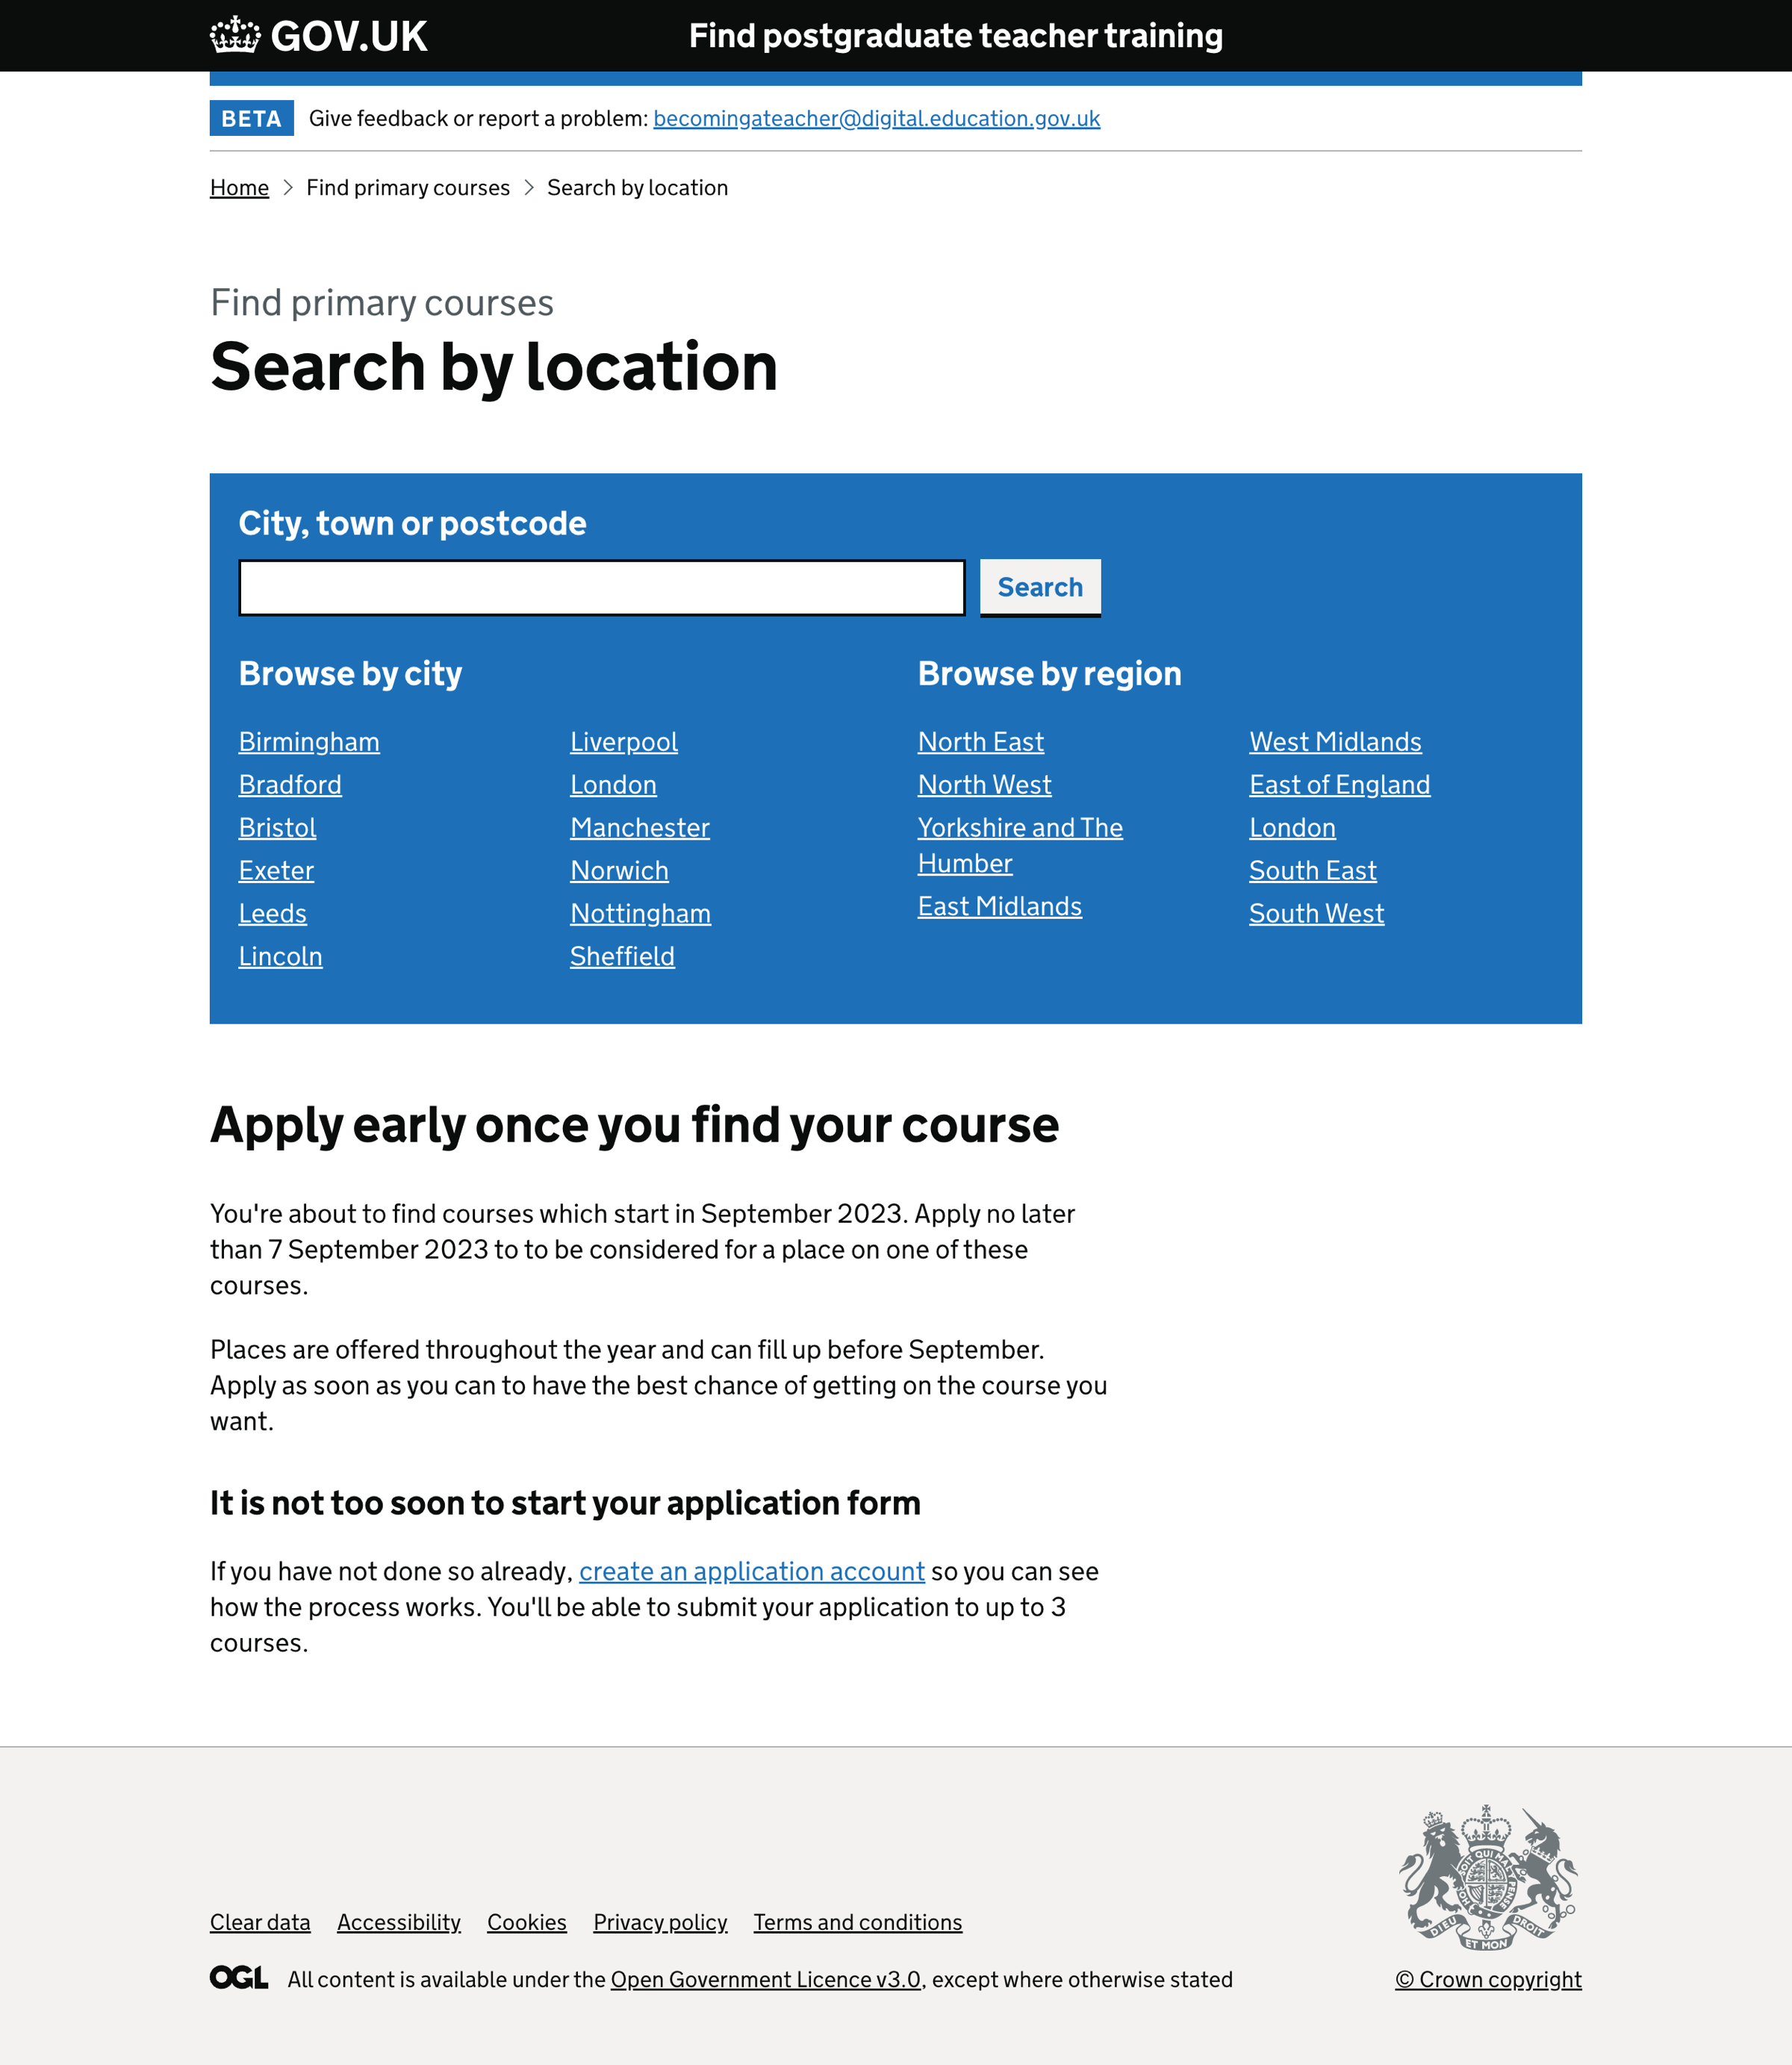 GOV.UK
Find postgraduate teacher training
BETA
Give feedback or report a problem: becomingateacher@digital.education.gov.uk
Home > Find primary courses > Search by location
Find primary courses
Search by location
City, town or postcode
Search
Browse by city
Birmingham
Bradford
Bristol
Exeter
Leeds
Lincoln
Liverpool
London
Manchester
Norwich
Nottingham
Sheffield
Browse by region
North East
North West
Yorkshire and The
Humber
East Midlands
West Midlands
East of England
London
South East
South West
Apply early once you find your course
You're about to find courses which start in September 2023. Apply no later
than 7 September 2023 to to be considered for a place on one of these
courses.
Places are offered throughout the year and can fill up before September.
Apply as soon as you can to have the best chance of getting on the course you
want.
It is not too soon to start your application form
If you have not done so already, create an application account so you can see
how the process works. You'll be able to submit your application to up to 3
courses.
Clear data
Accessibility
Cookies
Privacy policy
Terms and conditions
OGL
All content is available under the Open Government Licence v3.0, except where otherwise stated
SOIT QUI MAL
DIEU
ET MON
DROIT
© Crown copyright